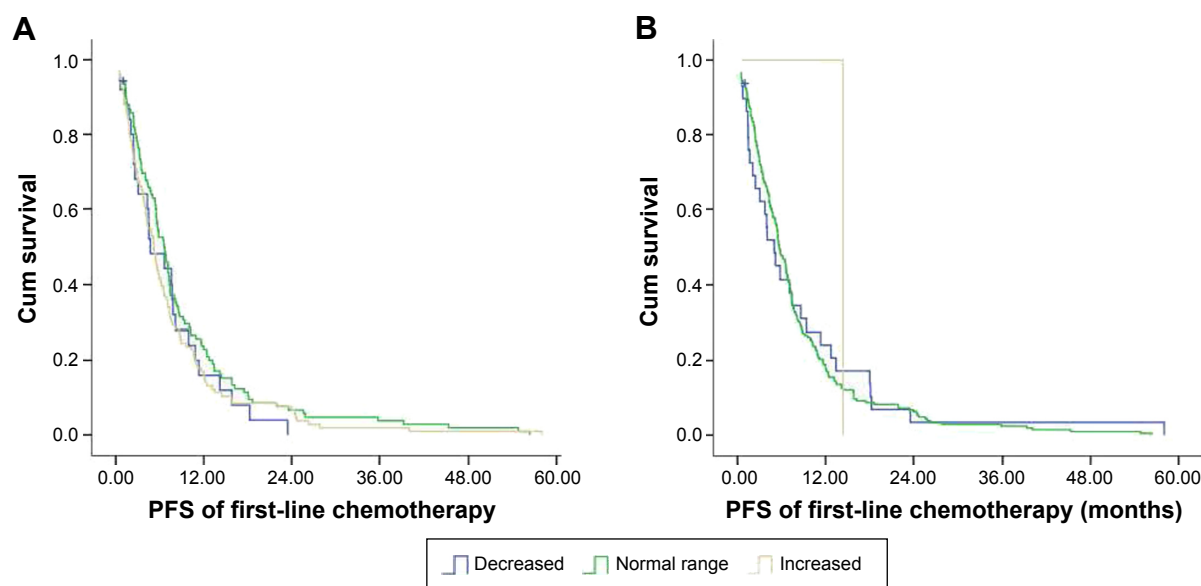 A
B
Cum survival
1.0
0.8
0.6
0.4
0.2
0.0
0.00 12.00 24.00 36.00 48.00 60.00
PFS of first-line chemotherapy
Cum survival
1.0
0.8
0.6
0.4
0.2
0.0
0.00 12.00 24.00 36.00 48.00 60.00
PFS of first-line chemotherapy (months)
Decreased Normal range Increased